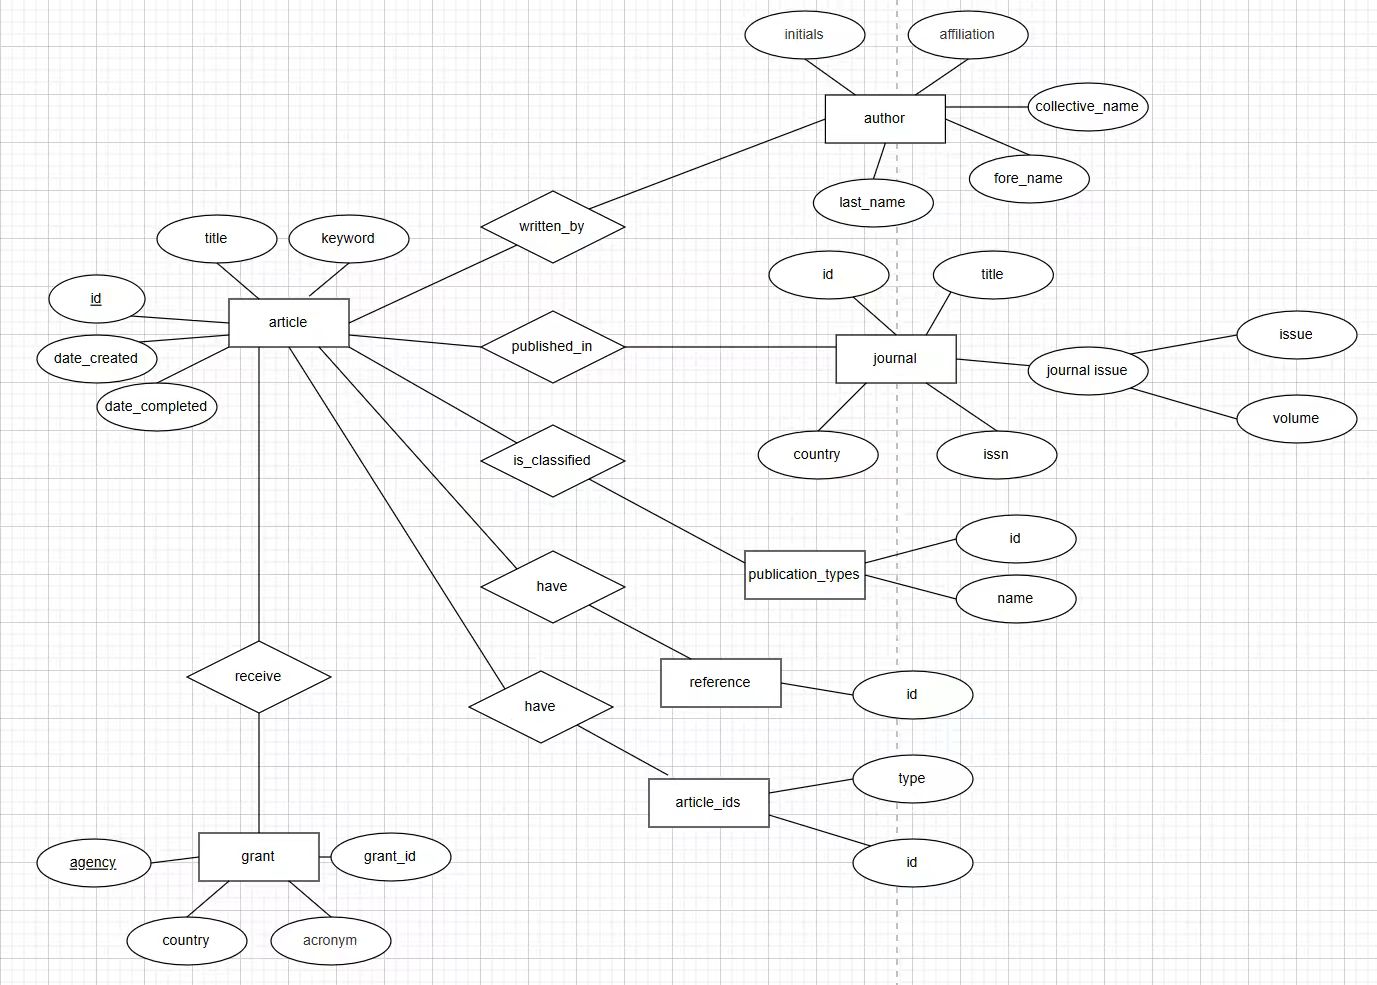 initials
affiliation
collective_name
author
fore_name
last_name
written_by
title
keyword
id
title
id
article
issue
published_in
date_created
journal
journal issue
date_completed
volume
country
issn
is_classified
id
publication_types
have
name
receive
reference
id
have
type
article_ids
grant
grant_id
agency
id
country
acronym